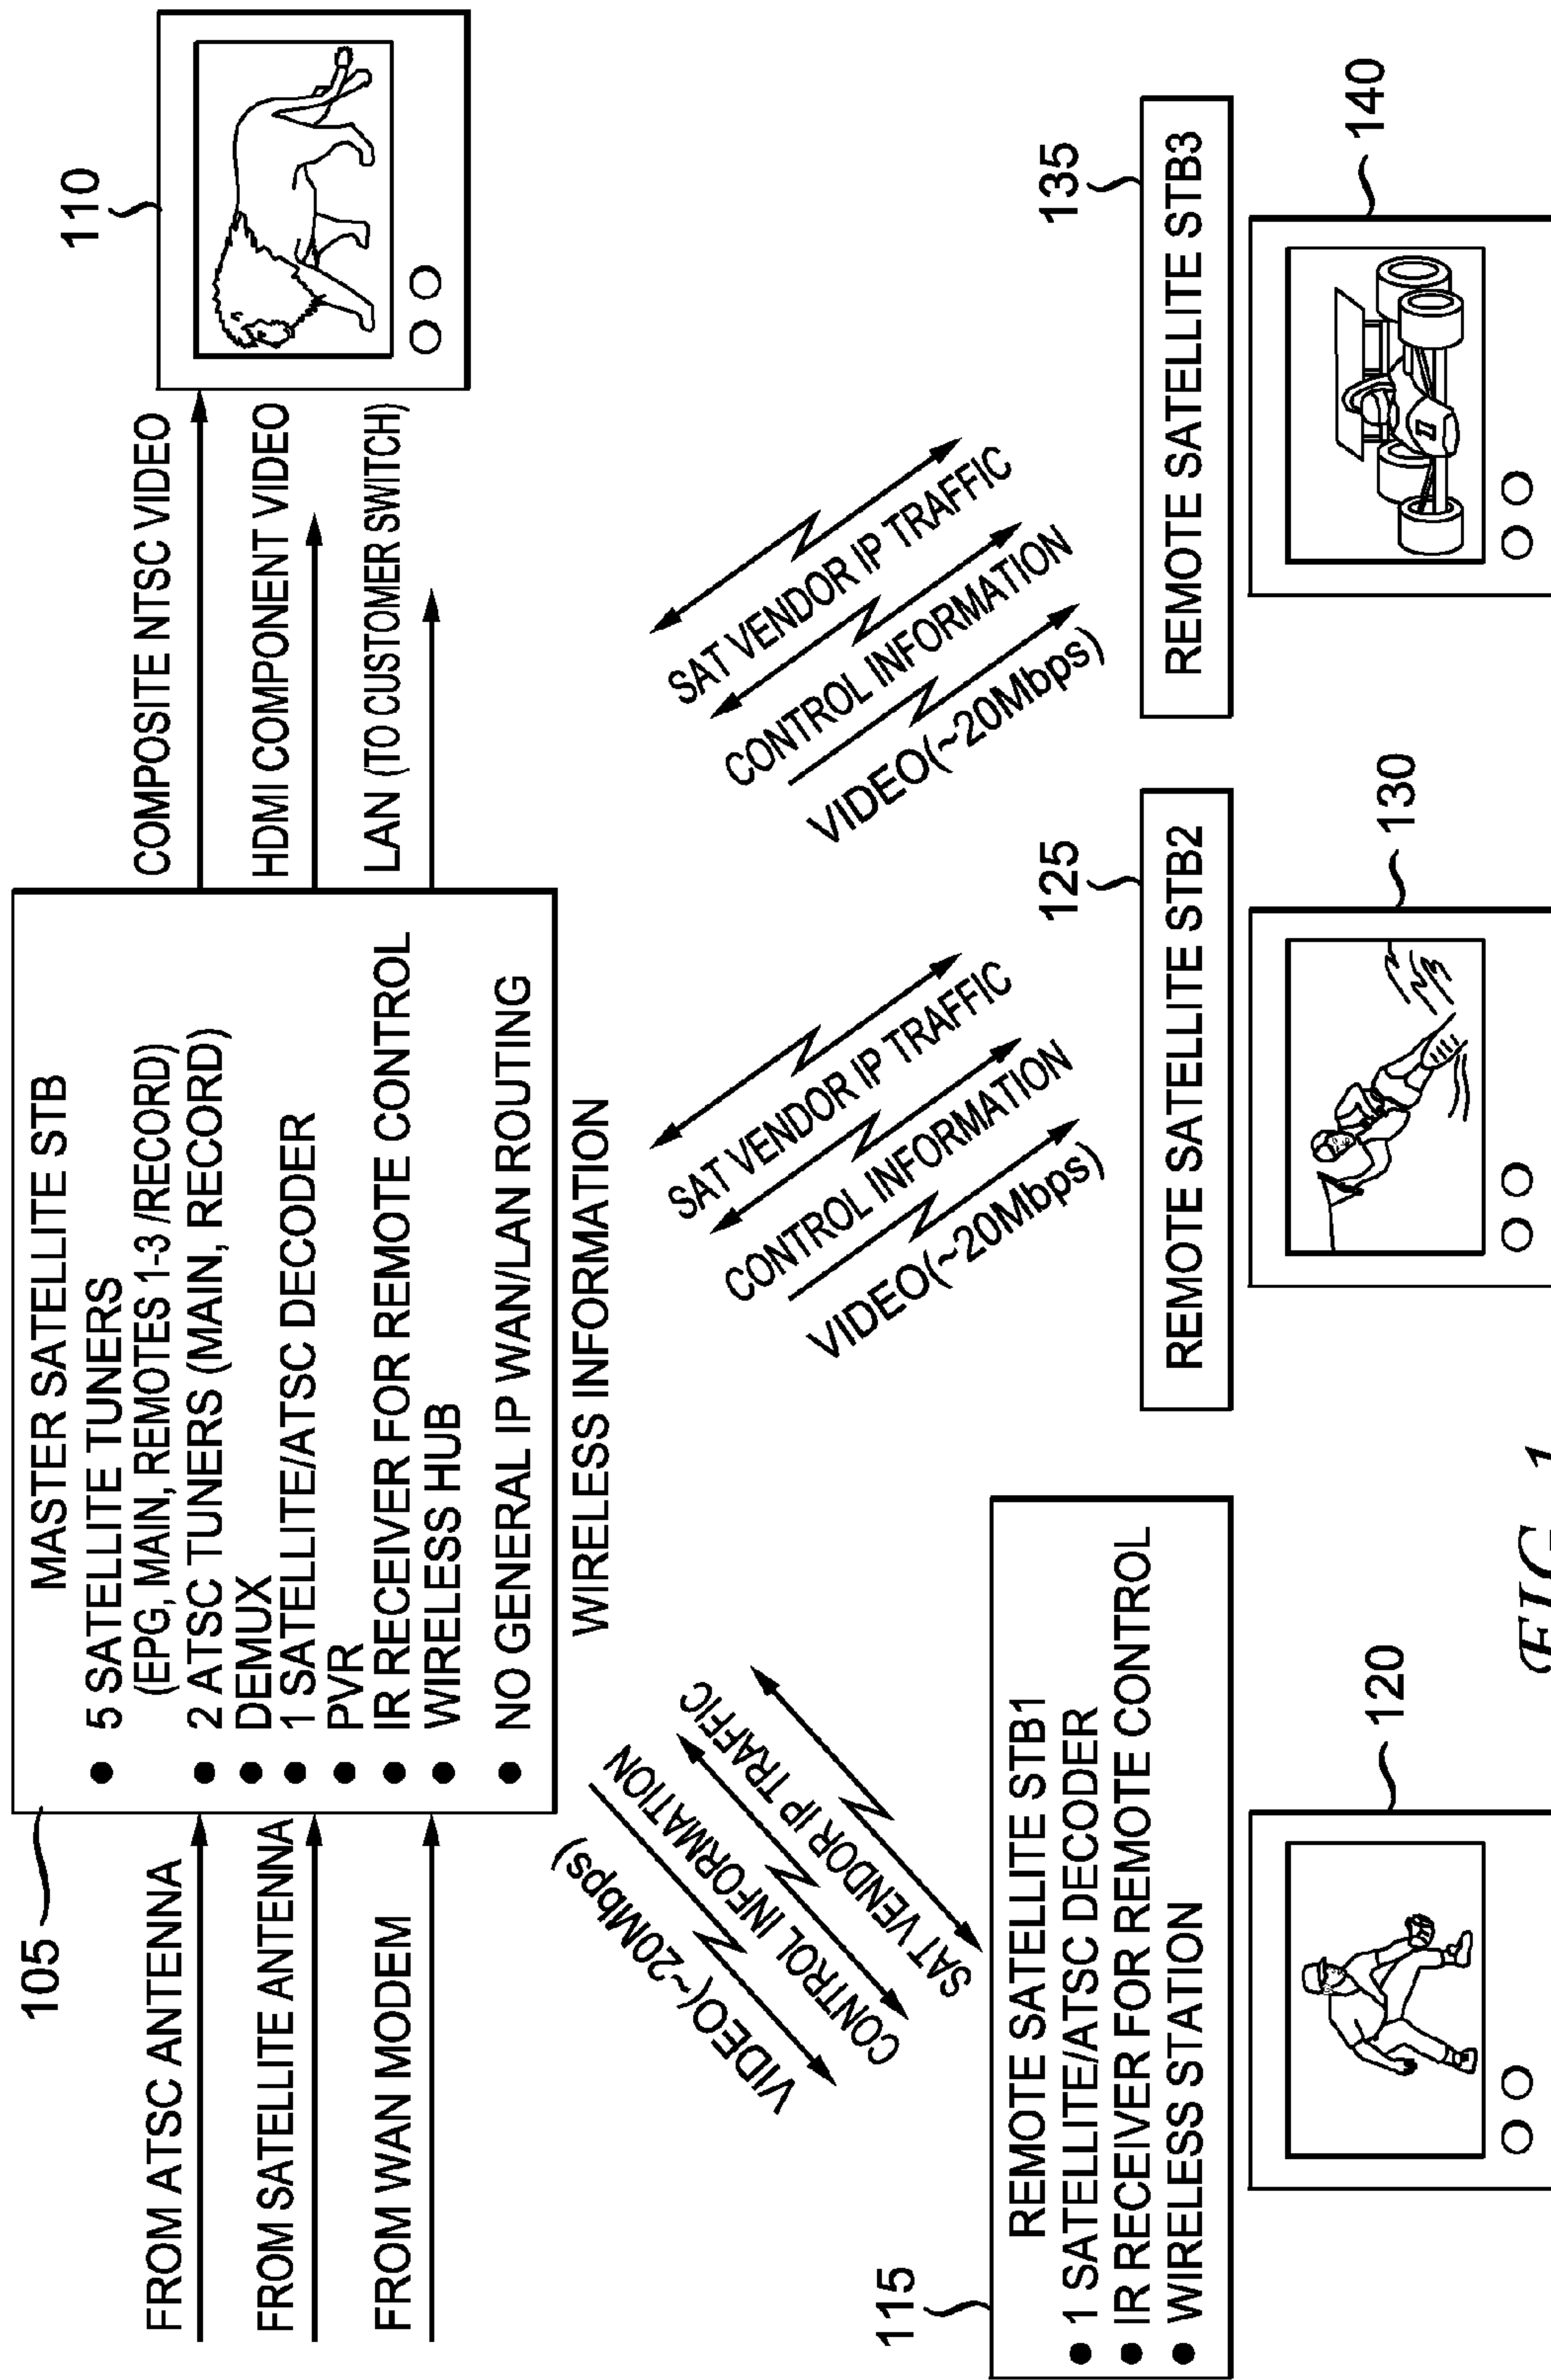 105
FROM ATSC ANTENNA
FROM SATELLITE ANTENNA
FROM WAN MODEM
MASTER SATELLITE STB
● 5 SATELLITE TUNERS
(EPG, MAIN, REMOTES 1-3 /RECORD)
● 2 ATSC TUNERS (MAIN, RECORD)
● DEMUX
● 1 SATELLITE/ATSC DECODER
● PVR
● IR RECEIVER FOR REMOTE CONTROL
● WIRELESS HUB
● NO GENERAL IP WAN/LAN ROUTING
COMPOSITE NTSC VIDEO
HDMI COMPONENT VIDEO
LAN (TO CUSTOMER SWITCH)
110
WIRELESS INFORMATION
VIDEO(~20Mbps)
CONTROL INFORMATION
SAT VENDOR IP TRAFFIC
SAT VENDOR IP TRAFFIC
CONTROL INFORMATION
VIDEO(~20Mbps)
SAT VENDOR IP TRAFFIC
CONTROL INFORMATION
VIDEO(~20Mbps)
115
REMOTE SATELLITE STB1
● 1 SATELLITE/ATSC DECODER
● IR RECEIVER FOR REMOTE CONTROL
● WIRELESS STATION
125
REMOTE SATELLITE STB2
135
REMOTE SATELLITE STB3
120
130
140
FIG. 1